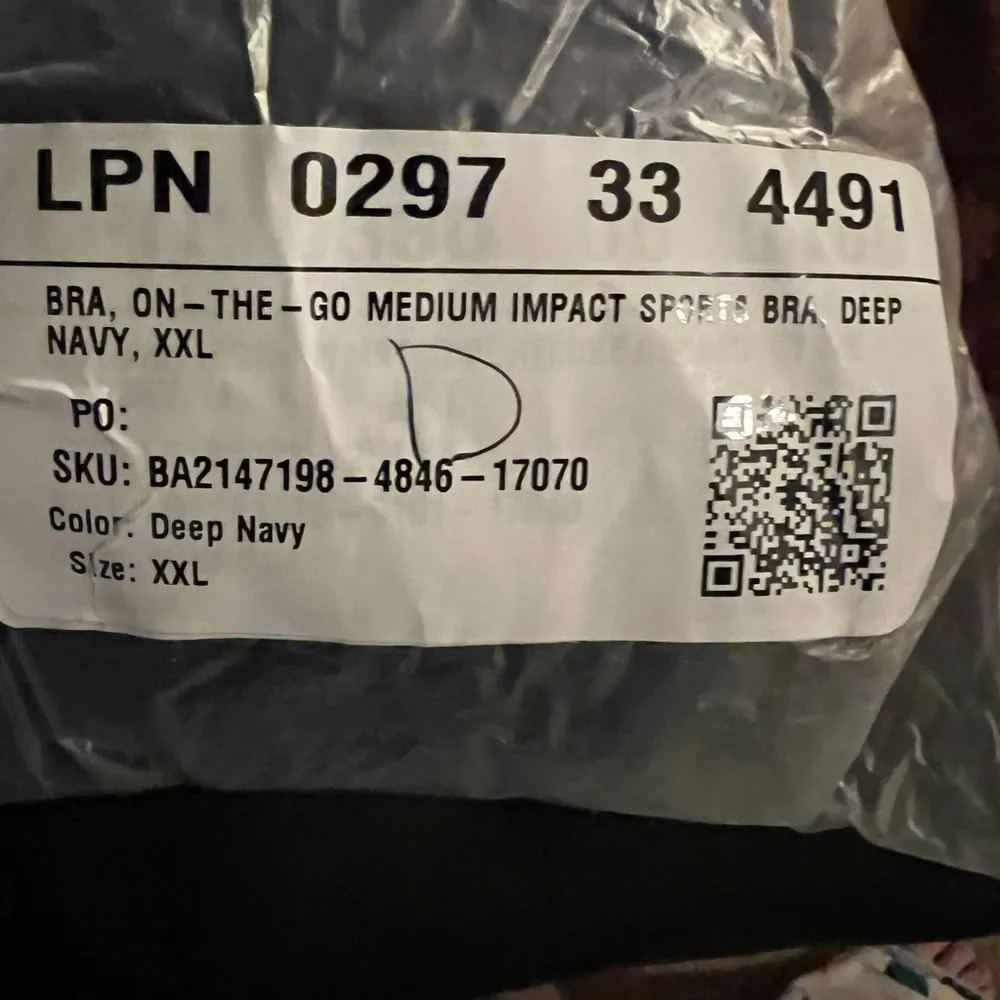 LPN 0297 33 4491
BRA, ON-THE-GO MEDIUM IMPACT SPORTS BRA, DEEP
NAVY, XXL
D
PO:
SKU: BA2147198-4846-17070
Color: Deep Navy
Size: XXL